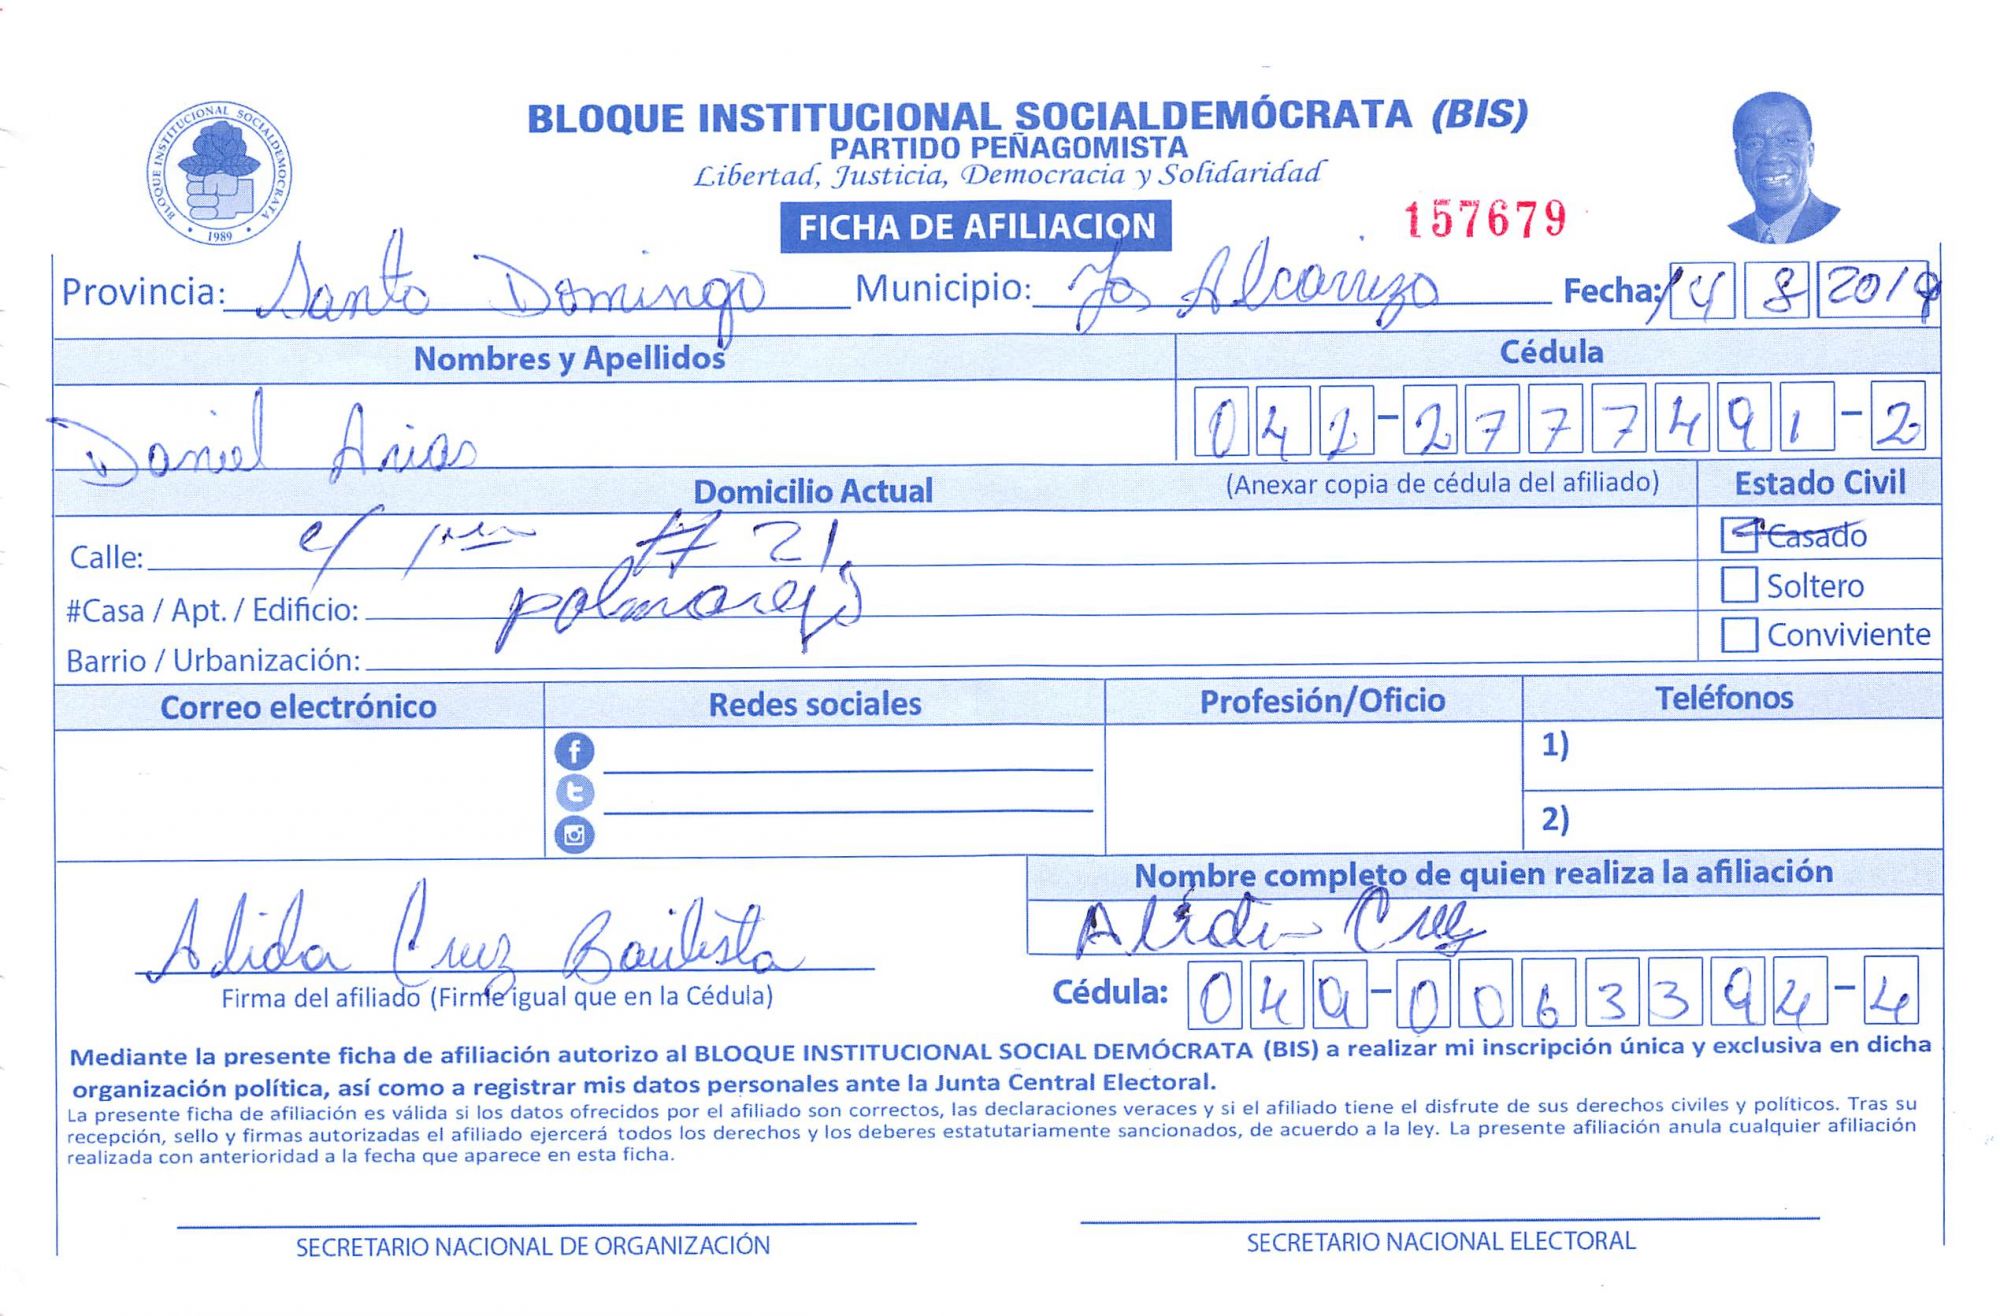 BLOQUE INSTITUCIONAL SOCIALDEMOCRATA
1989
BLOQUE INSTITUCIONAL SOCIALDEMÓCRATA (BIS)
PARTIDO PEÑAGOMISTA
Libertad, Justicia, Democracia y Solidaridad
FICHA DE AFILIACION
157679
Provincia: Santo Domingo Municipio: Los Alcarrizo Fecha: 14 8 2019
Nombres y Apellidos Cédula
Daniel Arias 042-2777491-2
Domicilio Actual (Anexar copia de cédula del afiliado) Estado Civil
Calle: c/ # 21 Casado
#Casa / Apt. / Edificio: palmarejo Soltero
Barrio / Urbanización: Conviviente
Correo electrónico Redes sociales Profesión/Oficio Teléfonos
1)
2)
Nombre completo de quien realiza la afiliación
Alida Cruz Bautista Cruz
Firma del afiliado (Firme igual que en la Cédula) Cédula: 049-0063394-4
Mediante la presente ficha de afiliación autorizo al BLOQUE INSTITUCIONAL SOCIAL DEMÓCRATA (BIS) a realizar mi inscripción única y exclusiva en dicha
organización política, así como a registrar mis datos personales ante la Junta Central Electoral.
La presente ficha de afiliación es válida si los datos ofrecidos por el afiliado son correctos, las declaraciones veraces y si el afiliado tiene el disfrute de sus derechos civiles y políticos. Tras su
recepción, sello y firmas autorizadas el afiliado ejercerá todos los derechos y los deberes estatutariamente sancionados, de acuerdo a la ley. La presente afiliación anula cualquier afiliación
realizada con anterioridad a la fecha que aparece en esta ficha.
SECRETARIO NACIONAL DE ORGANIZACIÓN SECRETARIO NACIONAL ELECTORAL